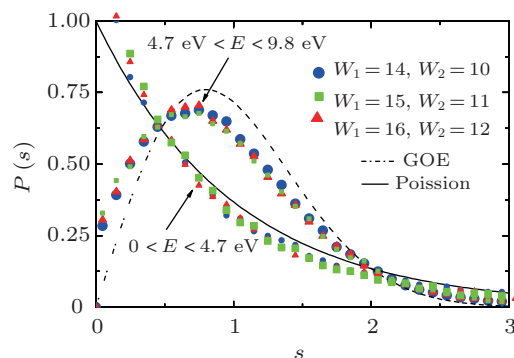 1.00
0.75
0.50
0.25
0
P (s)
4.7 eV < E < 9.8 eV
0 < E < 4.7 eV
W₁ = 14, W₂ = 10
W₁ = 15, W₂ = 11
W₁ = 16, W₂ = 12
GOE
Poission
0 1 2 3
s